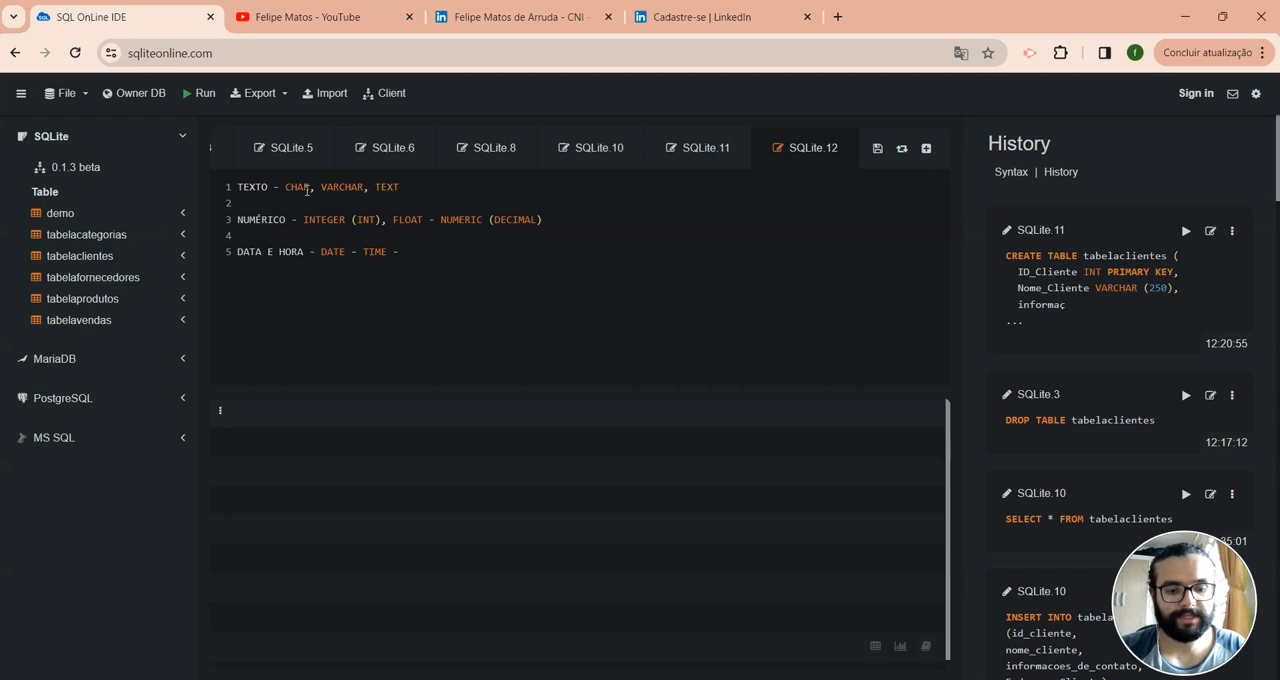 SQL OnLine IDE
Felipe Matos - YouTube
Felipe Matos de Arruda - CNI -
Cadastre-se | LinkedIn
sqliteonline.com
f
Concluir atualização
File
Owner DB
Run
Export
Import
Client
Sign in
SQLite
0.1.3 beta
Table
demo
tabelacategorias
tabelaclientes
tabelafornecedores
tabelaprodutos
tabelavendas
MariaDB
PostgreSQL
MS SQL
SQLite.5
SQLite.6
SQLite.8
SQLite.10
SQLite.11
SQLite.12
1 TEXTO - CHAR, VARCHAR, TEXT
2
3 NUMÉRICO - INTEGER (INT), FLOAT - NUMERIC (DECIMAL)
4
5 DATA E HORA - DATE - TIME -
History
Syntax | History
SQLite.11
CREATE TABLE tabelaclientes (
ID_Cliente INT PRIMARY KEY,
Nome_Cliente VARCHAR (250),
informaç
...
12:20:55
SQLite.3
DROP TABLE tabelaclientes
12:17:12
SQLite.10
SELECT * FROM tabelaclientes
35:01
SQLite.10
INSERT INTO tabela
(id_cliente,
nome_cliente,
informacoes_de_contato,